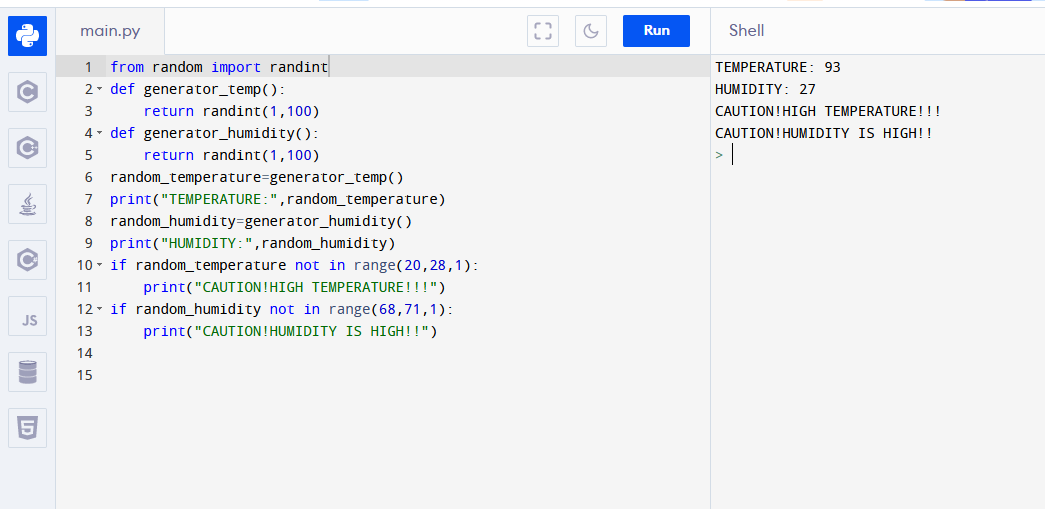 main.py
Run
Shell
1 from random import randint
2 def generator_temp():
3     return randint(1,100)
4 def generator_humidity():
5     return randint(1,100)
6 random_temperature=generator_temp()
7 print("TEMPERATURE:",random_temperature)
8 random_humidity=generator_humidity()
9 print("HUMIDITY:",random_humidity)
10 if random_temperature not in range(20,28,1):
11     print("CAUTION!HIGH TEMPERATURE!!!")
12 if random_humidity not in range(68,71,1):
13     print("CAUTION!HUMIDITY IS HIGH!!")
14
15
TEMPERATURE: 93
HUMIDITY: 27
CAUTION!HIGH TEMPERATURE!!!
CAUTION!HUMIDITY IS HIGH!!
>
C
C
C
JS
5